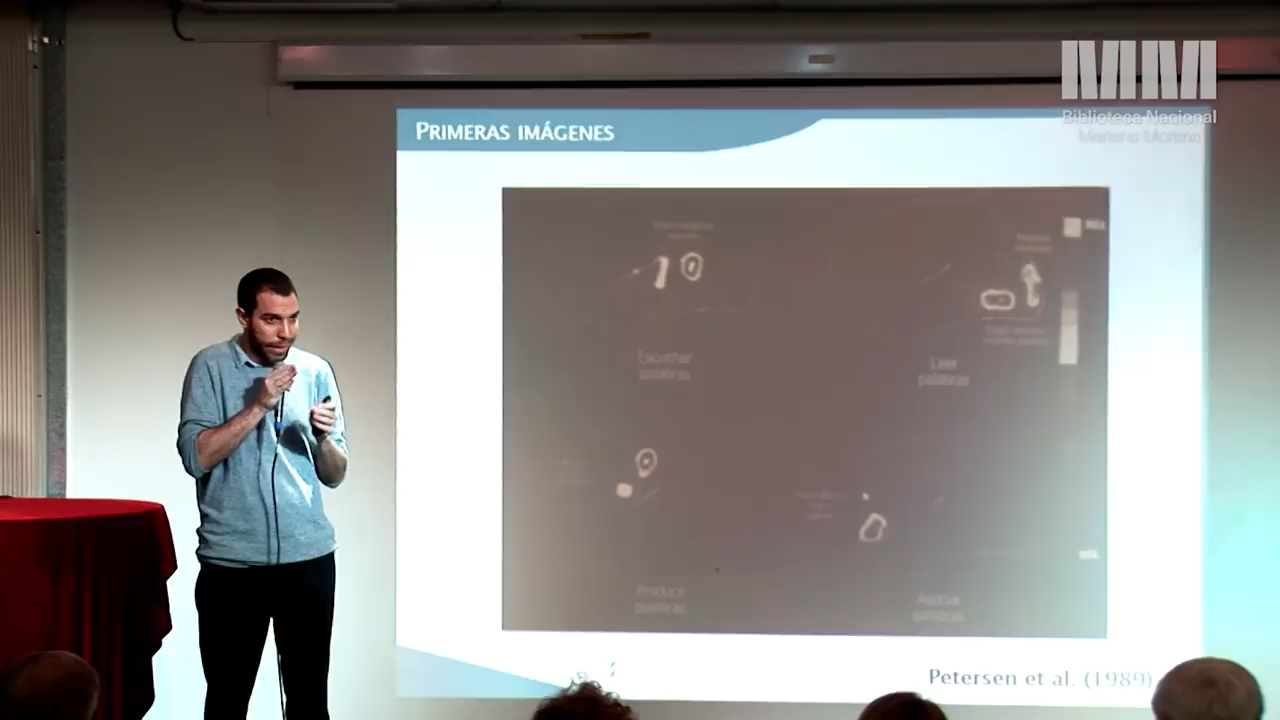 Biblioteca Nacional
Mariano Moreno
PRIMERAS IMÁGENES
Escuchar
palabras
Leer
palabras
Producir
palabras
Asociar
palabras
Petersen et al. (1989)